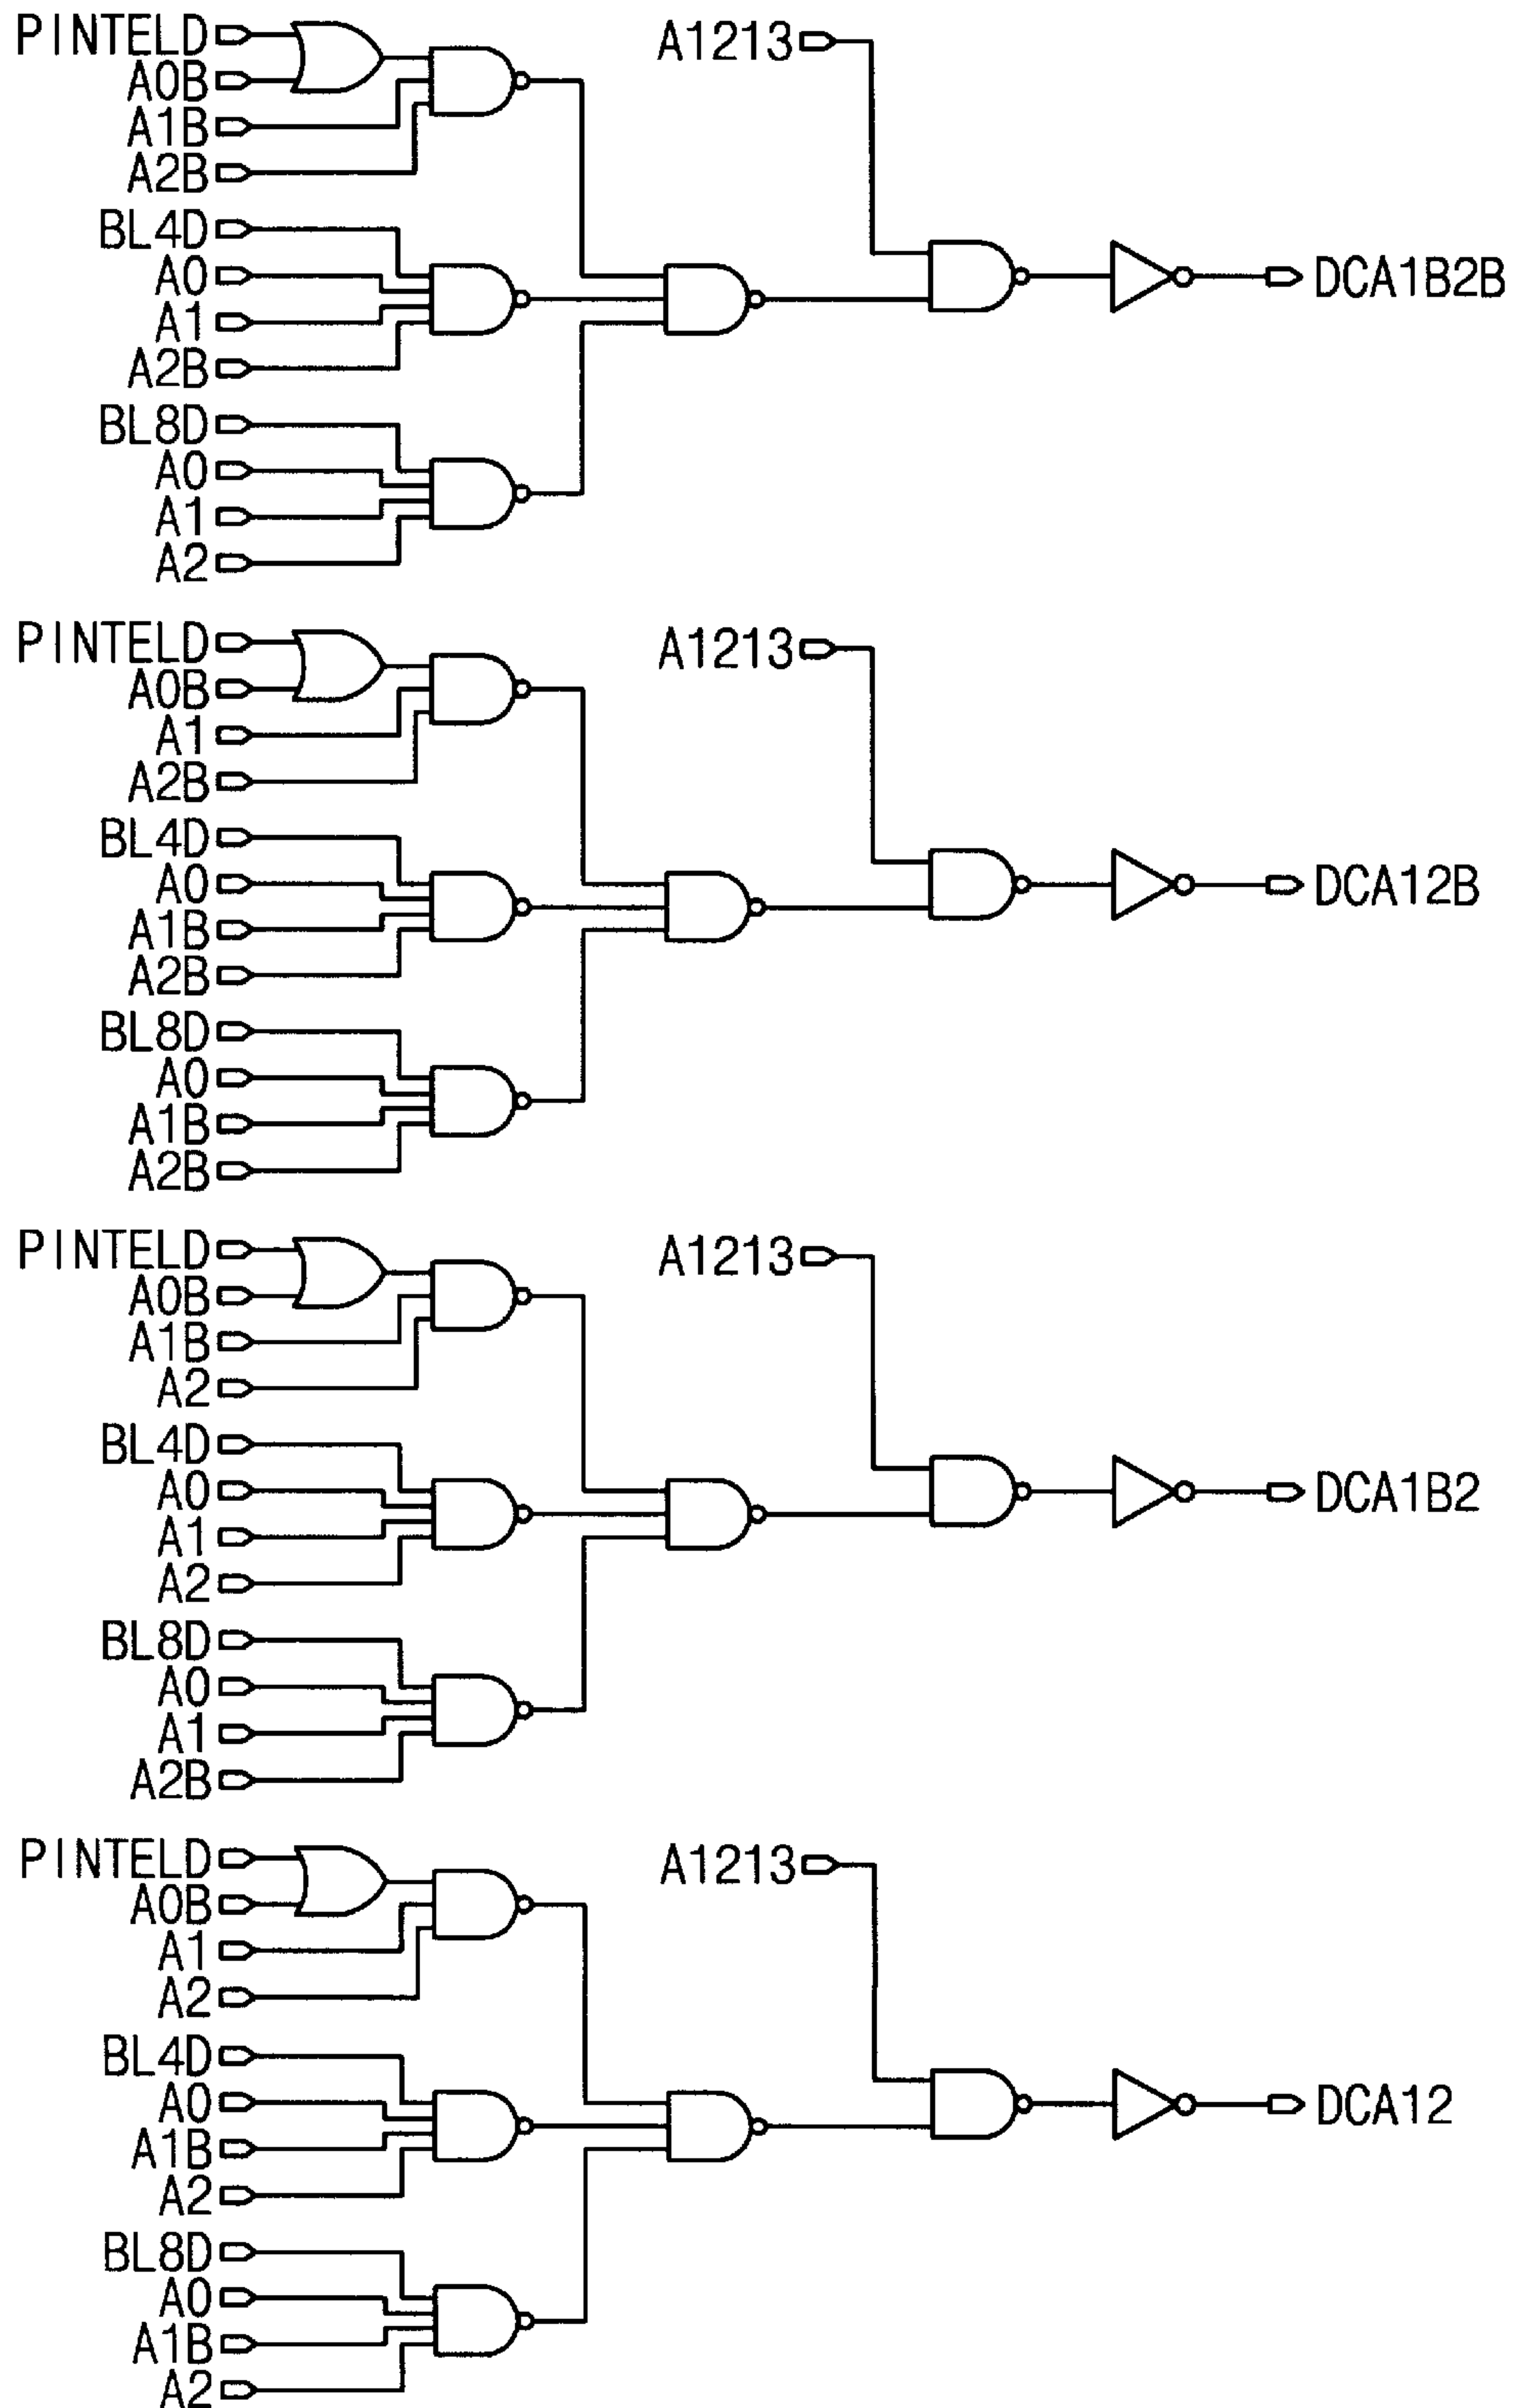 PINTELD
A0B
A1B
A2B
BL4D
A0
A1
A2B
BL8D
A0
A1
A2
A1213
DCA1B2B
PINTELD
A0B
A1
A2B
BL4D
A0
A1B
A2B
BL8D
A0
A1B
A2B
A1213
DCA12B
PINTELD
A0B
A1B
A2
BL4D
A0
A1
A2
BL8D
A0
A1
A2B
A1213
DCA1B2
PINTELD
A0B
A1
A2
BL4D
A0
A1B
A2
BL8D
A0
A1B
A2
A1213
DCA12